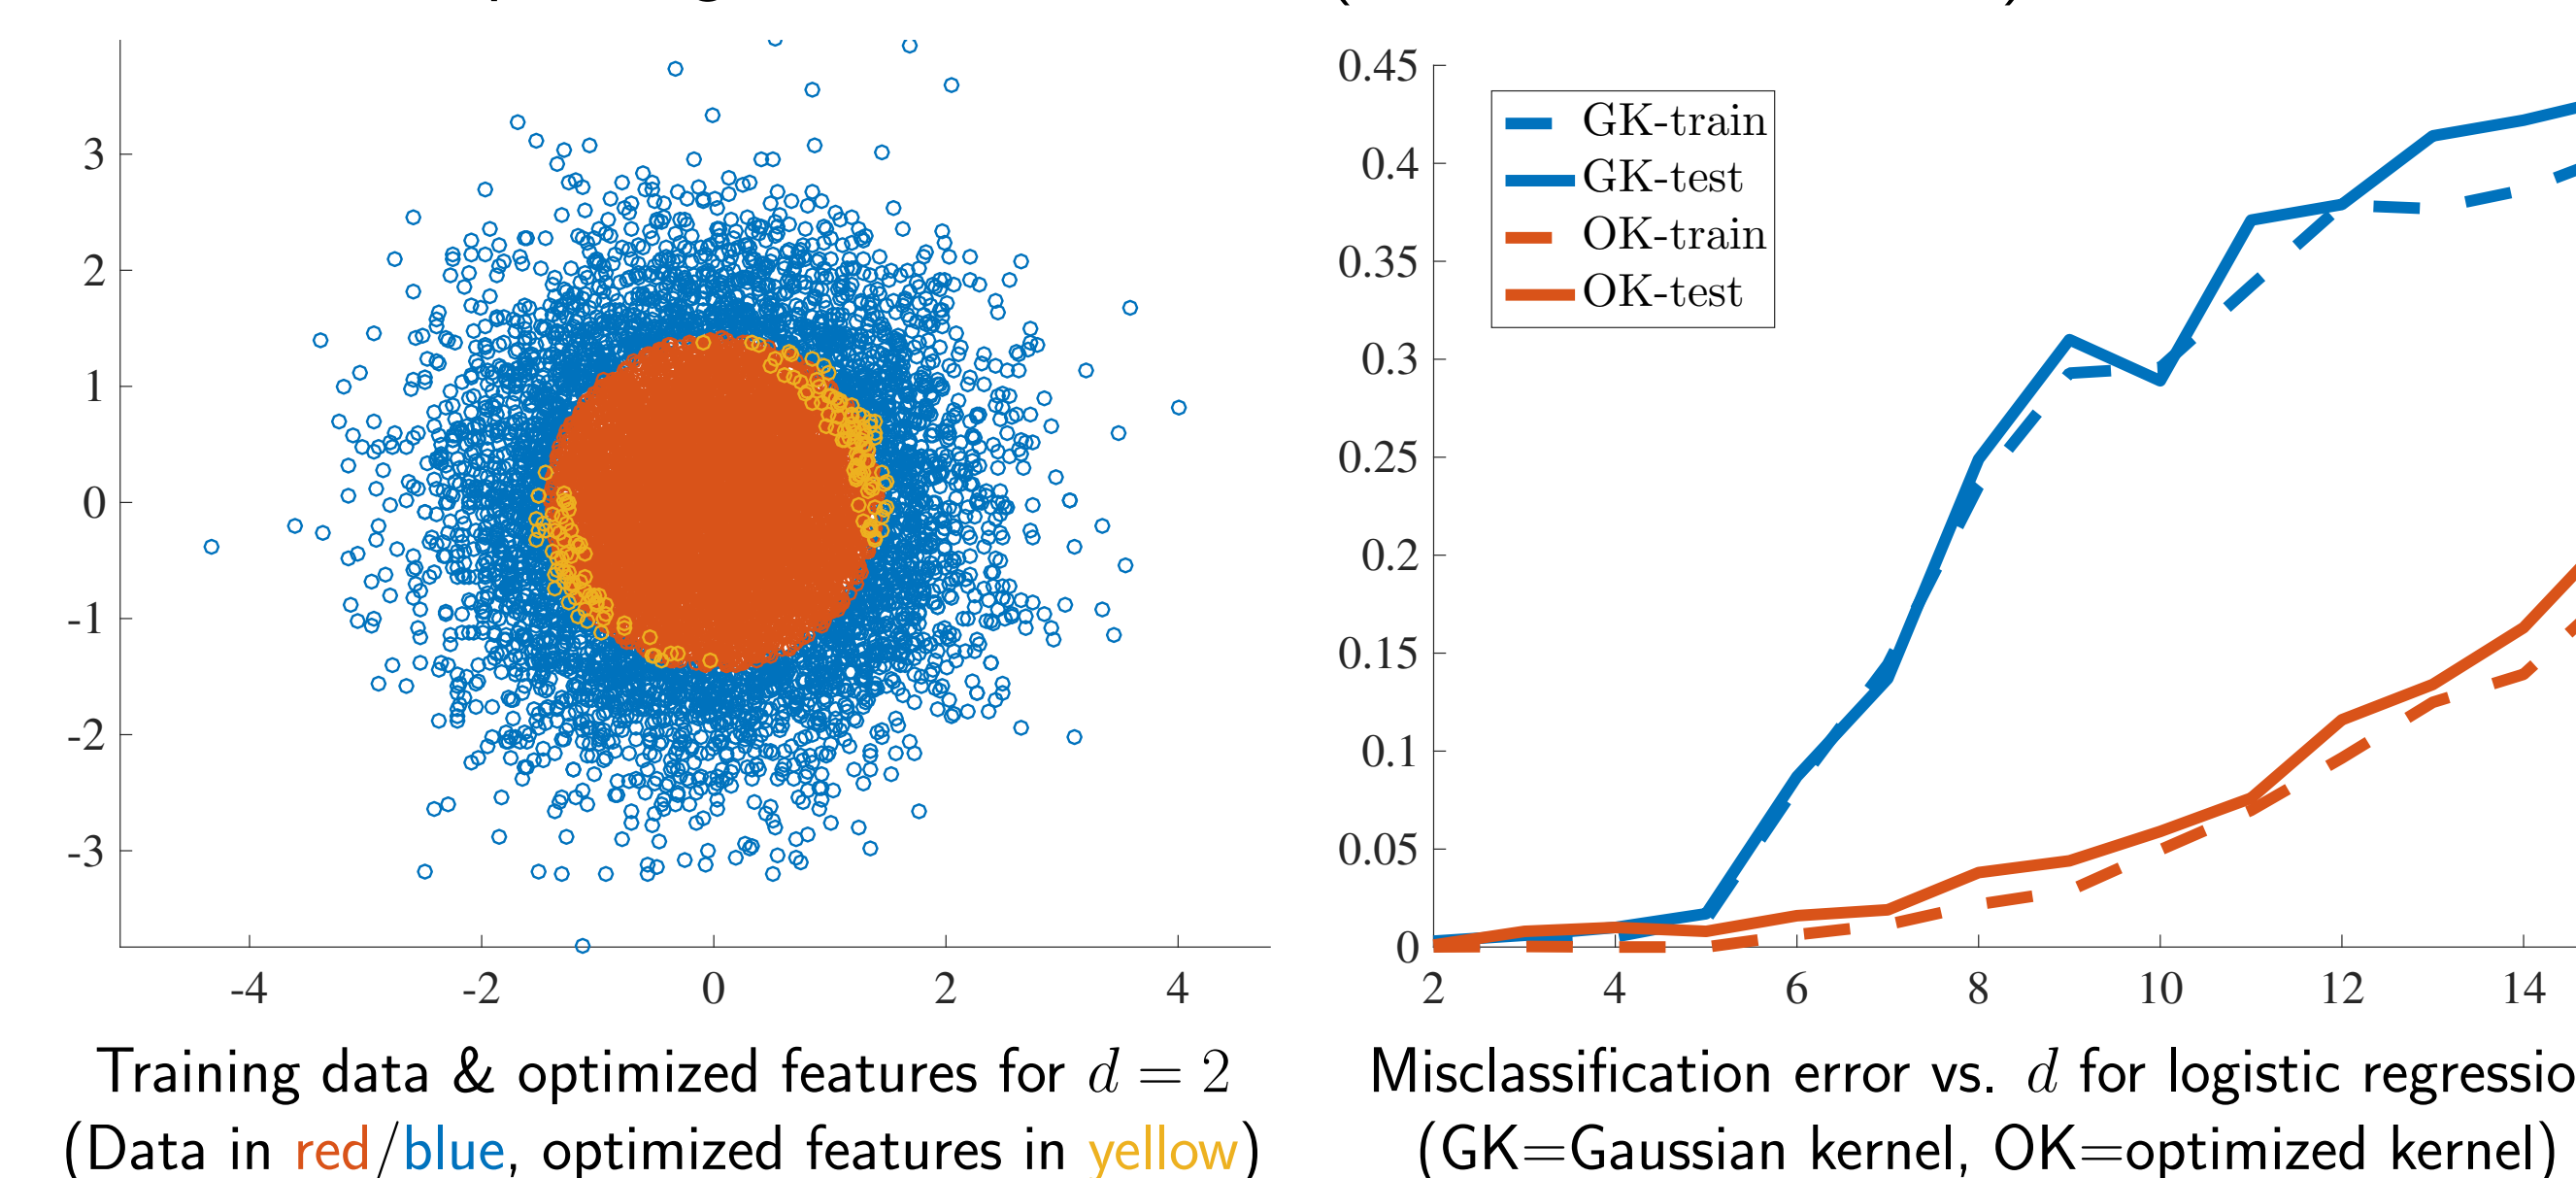 3
2
1
0
-1
-2
-3
-4 -2 0 2 4
0.45
0.4
0.35
0.3
0.25
0.2
0.15
0.1
0.05
0
2 4 6 8 10 12 14
GK-train
GK-test
OK-train
OK-test
Training data & optimized features for d = 2
(Data in red/blue, optimized features in yellow)
Misclassification error vs. d for logistic regressio
(GK=Gaussian kernel, OK=optimized kernel)